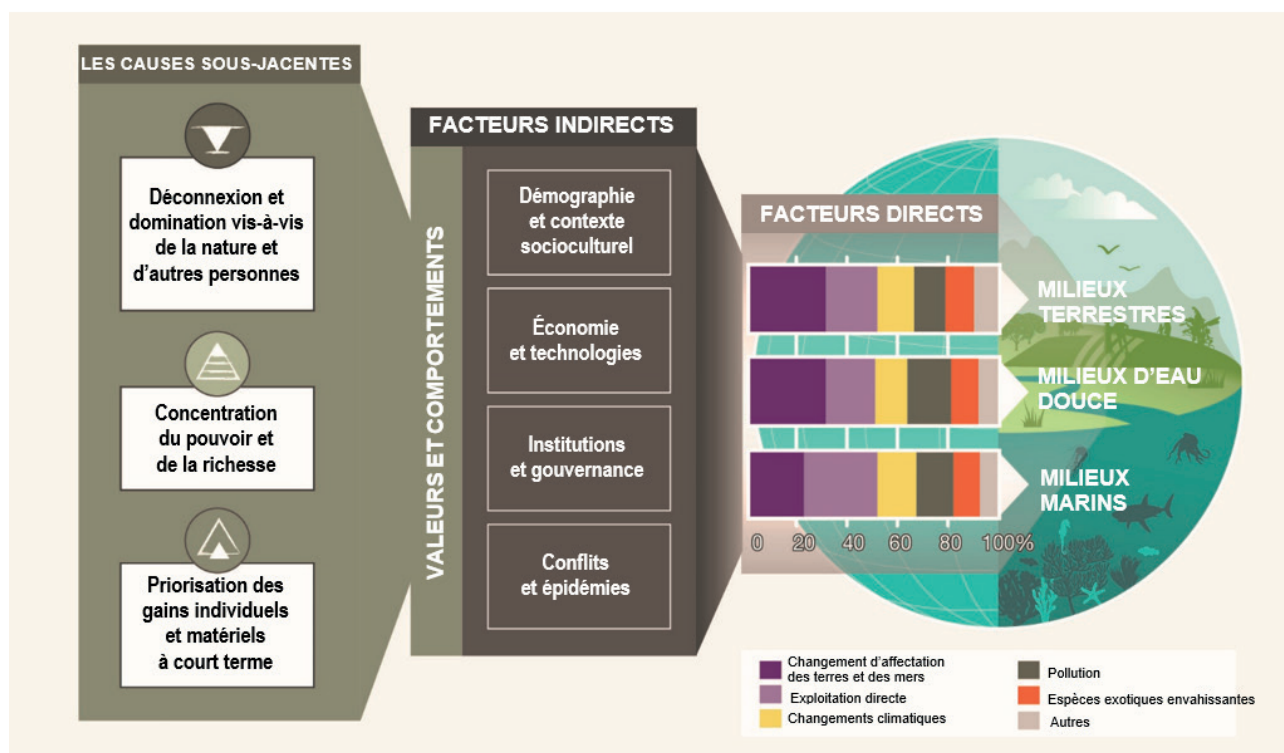 LES CAUSES SOUS-JACENTES
Déconnexion et
domination vis-à-vis
de la nature et
d'autres personnes
Concentration
du pouvoir et
de la richesse
Priorisation des
gains individuels
et matériels
à court terme
FACTEURS INDIRECTS
VALEURS ET COMPORTEMENTS
Démographie
et contexte
socioculturel
Économie
et technologies
Institutions
et gouvernance
Conflits
et épidémies
FACTEURS DIRECTS
MILIEUX
TERRESTRES
MILIEUX D'EAU
DOUCE
MILIEUX
MARINS
0 20 40 60 80 100%
Changement d'affectation
des terres et des mers
Exploitation directe
Changements climatiques
Pollution
Espèces exotiques envahissantes
Autres